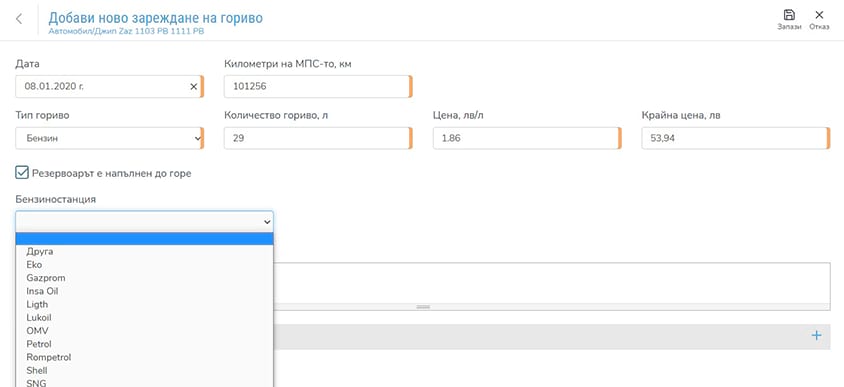 Добави ново зареждане на гориво
Автомобил/Джип Zaz 1103 PB 1111 PB
Запази Отказ
Дата Километри на МПС-то, км
08.01.2020 г. 101256
Тип гориво Количество гориво, л Цена, лв/л Крайна цена, лв
Бензин 29 1.86 53,94
Резервоарът е напълнен до горе
Бензиностанция
Друга
Eko
Gazprom
Insa Oil
Ligth
Lukoil
OMV
Petrol
Rompetrol
Shell
SNG